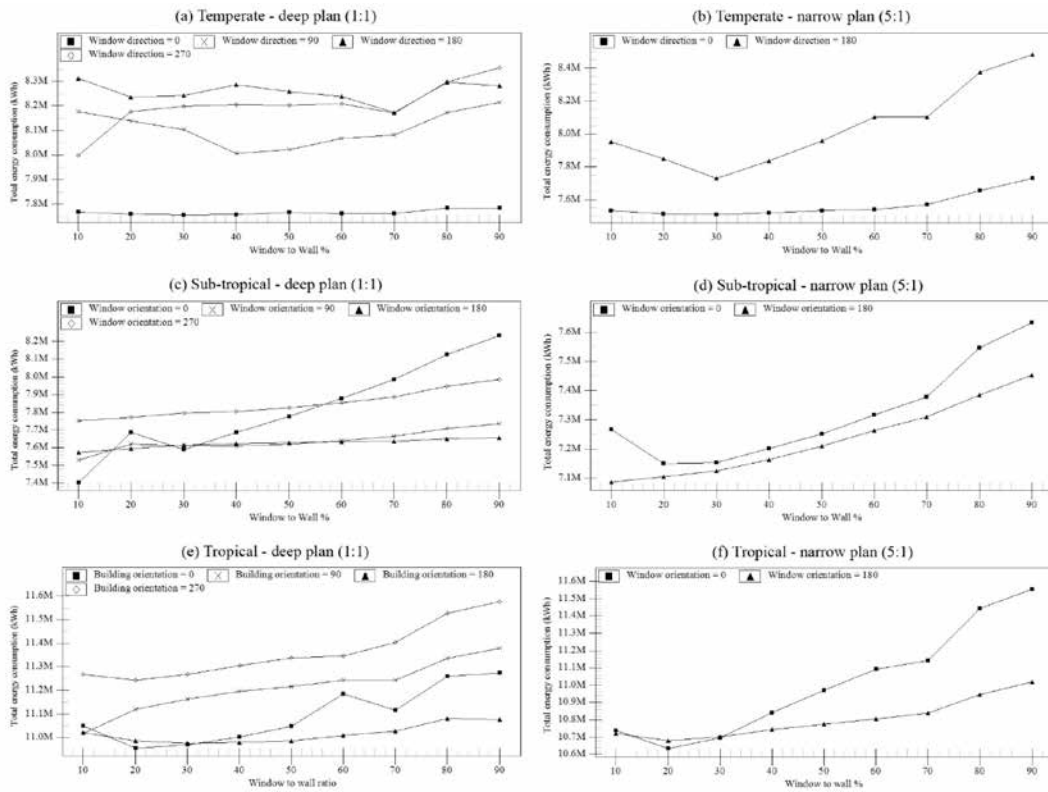 (a) Temperate - deep plan (1:1)
Window direction = 0 Window direction = 90 Window direction = 180
Window direction = 270
Total energy consumption (kWh)
8.3M
8.2M
8.1M
8.0M
7.9M
7.8M
10 20 30 40 50 60 70 80 90
Window to Wall %
(b) Temperate - narrow plan (5:1)
Window direction = 0 Window direction = 180
Total energy consumption (kWh)
8.4M
8.2M
8.0M
7.8M
7.6M
10 20 30 40 50 60 70 80 90
Window to Wall %
(c) Sub-tropical - deep plan (1:1)
Window orientation = 0 Window orientation = 90 Window orientation = 180
Window orientation = 270
Total energy consumption (kWh)
8.2M
8.1M
8.0M
7.9M
7.8M
7.7M
7.6M
7.5M
7.4M
10 20 30 40 50 60 70 80 90
Window to Wall %
(d) Sub-tropical - narrow plan (5:1)
Window orientation = 0 Window orientation = 180
Total energy consumption (kWh)
7.6M
7.4M
7.3M
7.2M
7.1M
10 20 30 40 50 60 70 80 90
Window to Wall %
(e) Tropical - deep plan (1:1)
Building orientation = 0 Building orientation = 90 Building orientation = 180
Building orientation = 270
Total energy consumption (kWh)
11.6M
11.5M
11.4M
11.3M
11.2M
11.1M
11.0M
10 20 30 40 50 60 70 80 90
Window to wall ratio
(f) Tropical - narrow plan (5:1)
Window orientation = 0 Window orientation = 180
Total energy consumption (kWh)
11.6M
11.5M
11.3M
11.1M
11.0M
10.8M
10.7M
10.6M
10 20 30 40 50 60 70 80 90
Window to wall %